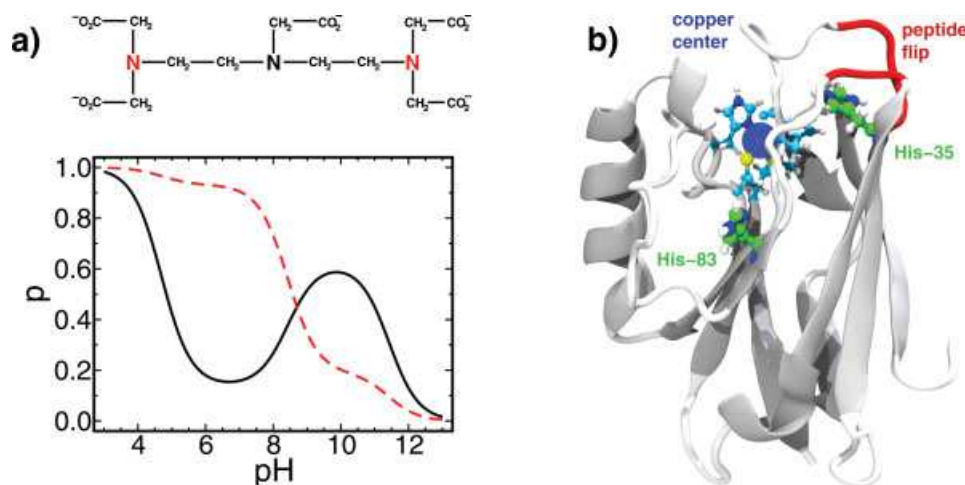 a)
⁻O₂C—CH₂ CH₂—CO₂⁻ CH₂—CO₂⁻
N—CH₂—CH₂—N—CH₂—CH₂—N
⁻O₂C—CH₂ CH₂—CO₂⁻
1.0
0.8
0.6
0.4
0.2
0.0
p
4 6 8 10 12
pH
b)
copper
center
peptide
flip
His-35
His-83